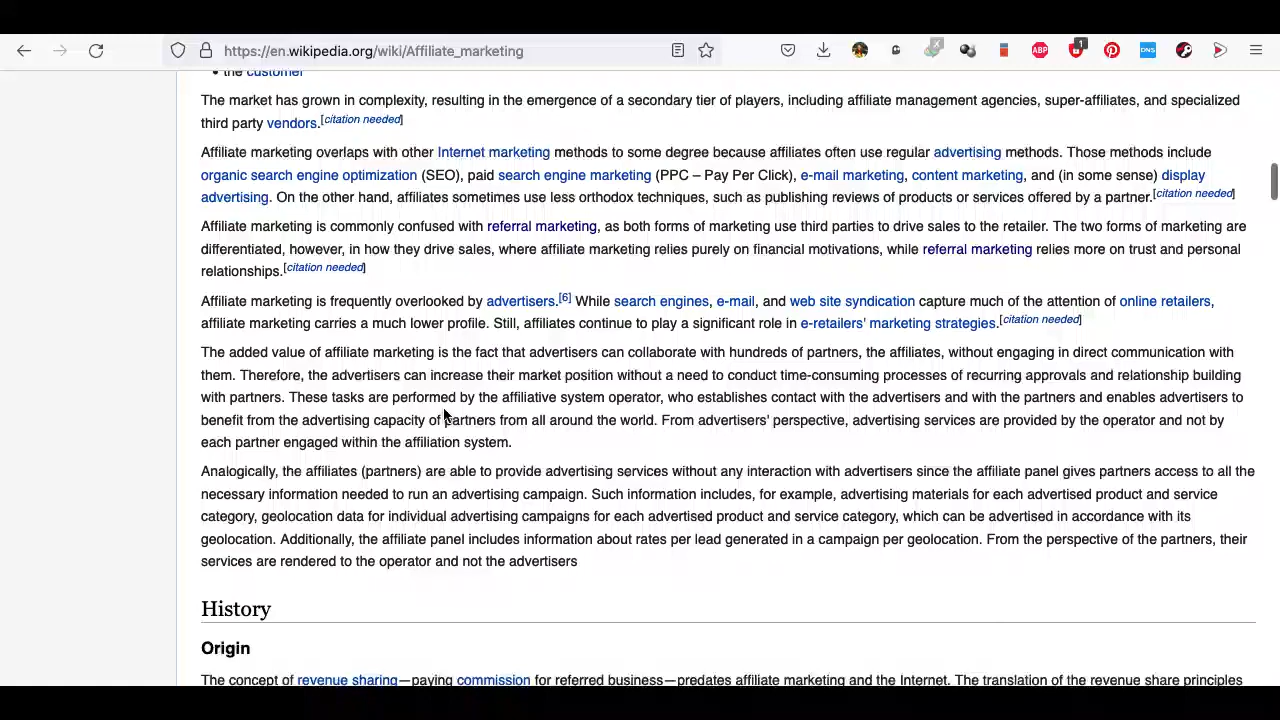 https://en.wikipedia.org/wiki/Affiliate_marketing
1
ABP
DNS
• the customer
The market has grown in complexity, resulting in the emergence of a secondary tier of players, including affiliate management agencies, super-affiliates, and specialized
third party vendors.[citation needed]
Affiliate marketing overlaps with other Internet marketing methods to some degree because affiliates often use regular advertising methods. Those methods include
organic search engine optimization (SEO), paid search engine marketing (PPC – Pay Per Click), e-mail marketing, content marketing, and (in some sense) display
advertising. On the other hand, affiliates sometimes use less orthodox techniques, such as publishing reviews of products or services offered by a partner.[citation needed]
Affiliate marketing is commonly confused with referral marketing, as both forms of marketing use third parties to drive sales to the retailer. The two forms of marketing are
differentiated, however, in how they drive sales, where affiliate marketing relies purely on financial motivations, while referral marketing relies more on trust and personal
relationships.[citation needed]
Affiliate marketing is frequently overlooked by advertisers.[6] While search engines, e-mail, and web site syndication capture much of the attention of online retailers,
affiliate marketing carries a much lower profile. Still, affiliates continue to play a significant role in e-retailers' marketing strategies.[citation needed]
The added value of affiliate marketing is the fact that advertisers can collaborate with hundreds of partners, the affiliates, without engaging in direct communication with
them. Therefore, the advertisers can increase their market position without a need to conduct time-consuming processes of recurring approvals and relationship building
with partners. These tasks are performed by the affiliative system operator, who establishes contact with the advertisers and with the partners and enables advertisers to
benefit from the advertising capacity of partners from all around the world. From advertisers' perspective, advertising services are provided by the operator and not by
each partner engaged within the affiliation system.
Analogically, the affiliates (partners) are able to provide advertising services without any interaction with advertisers since the affiliate panel gives partners access to all the
necessary information needed to run an advertising campaign. Such information includes, for example, advertising materials for each advertised product and service
category, geolocation data for individual advertising campaigns for each advertised product and service category, which can be advertised in accordance with its
geolocation. Additionally, the affiliate panel includes information about rates per lead generated in a campaign per geolocation. From the perspective of the partners, their
services are rendered to the operator and not the advertisers
History
Origin
The concept of revenue sharing—paying commission for referred business—predates affiliate marketing and the Internet. The translation of the revenue share principles